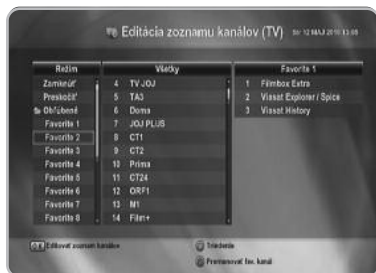 Editácia zoznamu kanálov (TV)
Str 12 MÁJ 2010 13:05
Režim
Všetky
Favorite 1
Zamknúť
Preskočiť
Obľúbené
Favorite 1
Favorite 2
Favorite 3
Favorite 4
Favorite 5
Favorite 6
Favorite 7
Favorite 8
4 TV JOJ
5 TA3
6 Doma
7 JOJ PLUS
8 CT1
9 CT2
10 Prima
11 CT24
12 ORF1
13 M1
14 Film+
1 Filmbox Extra
2 Viasat Explorer / Spice
3 Viasat History
OK Editovať zoznam kanálov
Triedenie
Premenovať fav. kanál